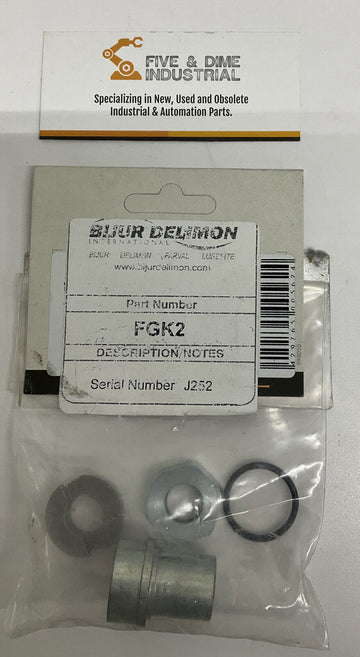 FIVE & DIME
INDUSTRIAL
Specializing in New, Used and Obsolete
Industrial & Automation Parts.
BIJUR DELIMON
INTERNATIONAL
BIJUR DELIMON FARVAL LUBESITE
www.bijurdelimon.com
Part Number
FGK2
DESCRIPTION/NOTES
Serial Number J252